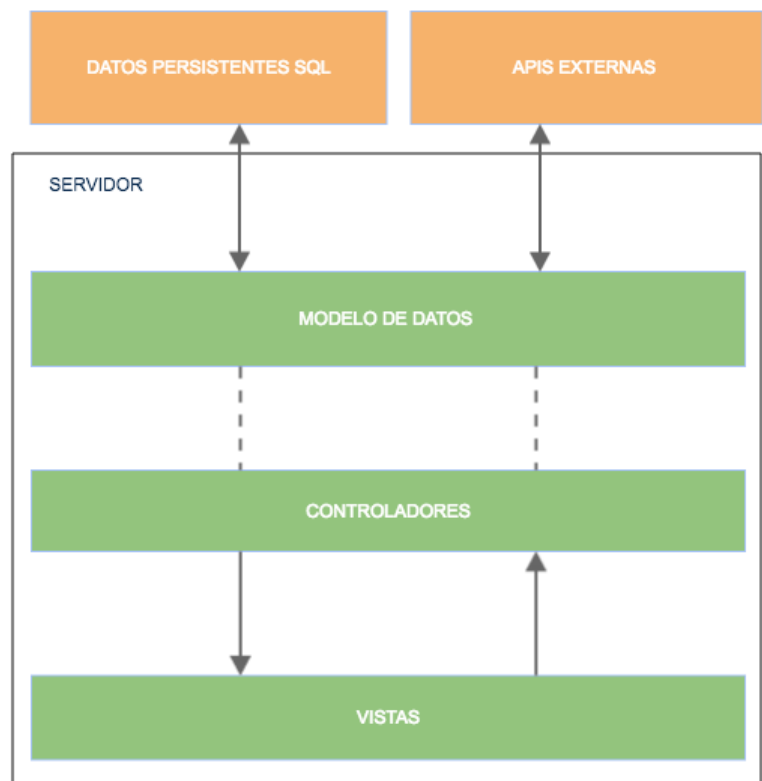 DATOS PERSISTENTES SQL
APIS EXTERNAS
SERVIDOR
MODELO DE DATOS
CONTROLADORES
VISTAS